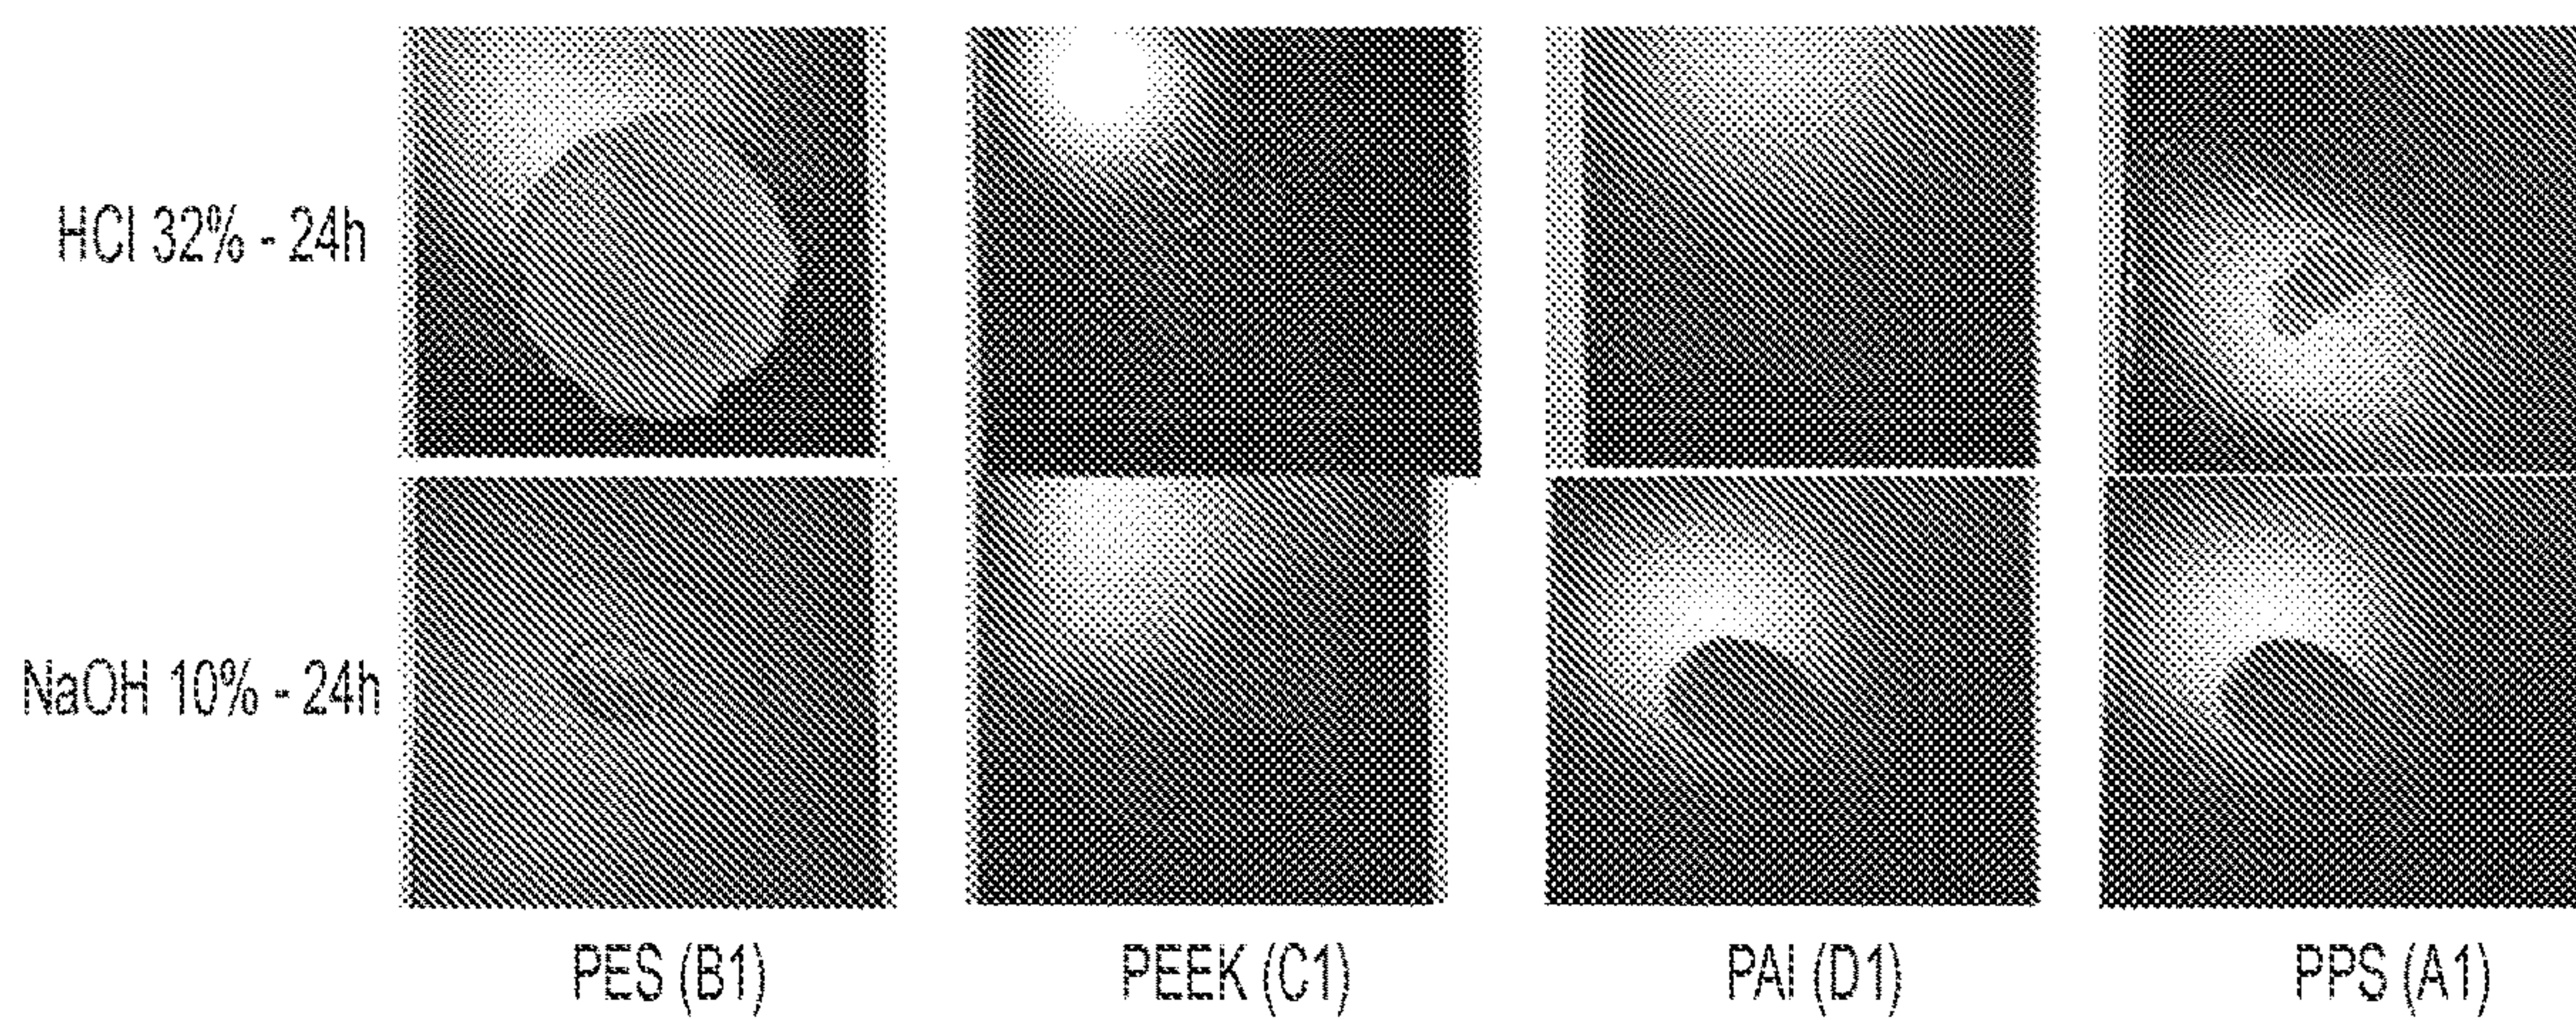 HCl 32% - 24h
NaOH 10% - 24h
PES (B1)
PEEK (C1)
PAI (D1)
PPS (A1)